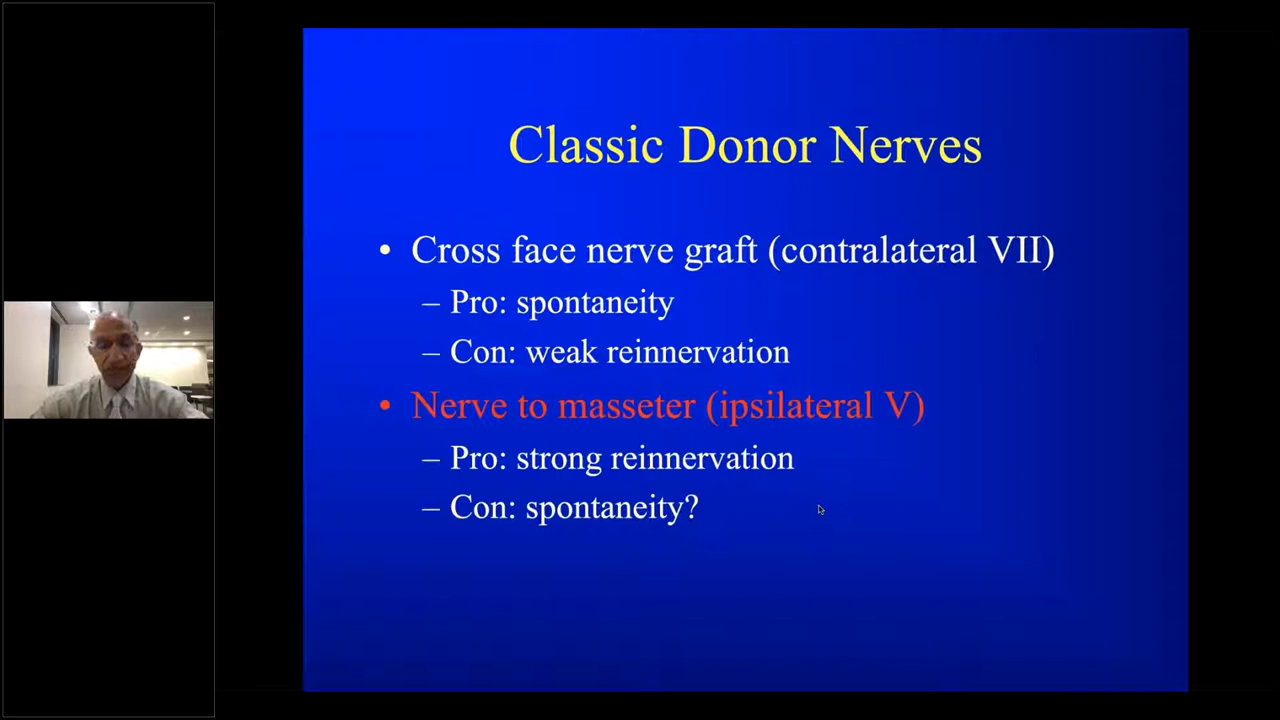 Classic Donor Nerves
• Cross face nerve graft (contralateral VII)
– Pro: spontaneity
– Con: weak reinnervation
• Nerve to masseter (ipsilateral V)
– Pro: strong reinnervation
– Con: spontaneity?